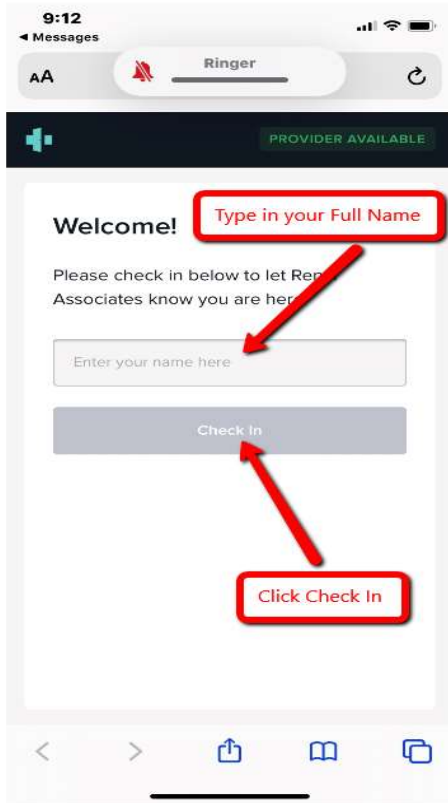 9:12
◀ Messages
AA
Ringer
PROVIDER AVAILABLE
Welcome!
Type in your Full Name
Please check in below to let
Associates know you are
Enter your name here
Check In
Click Check In